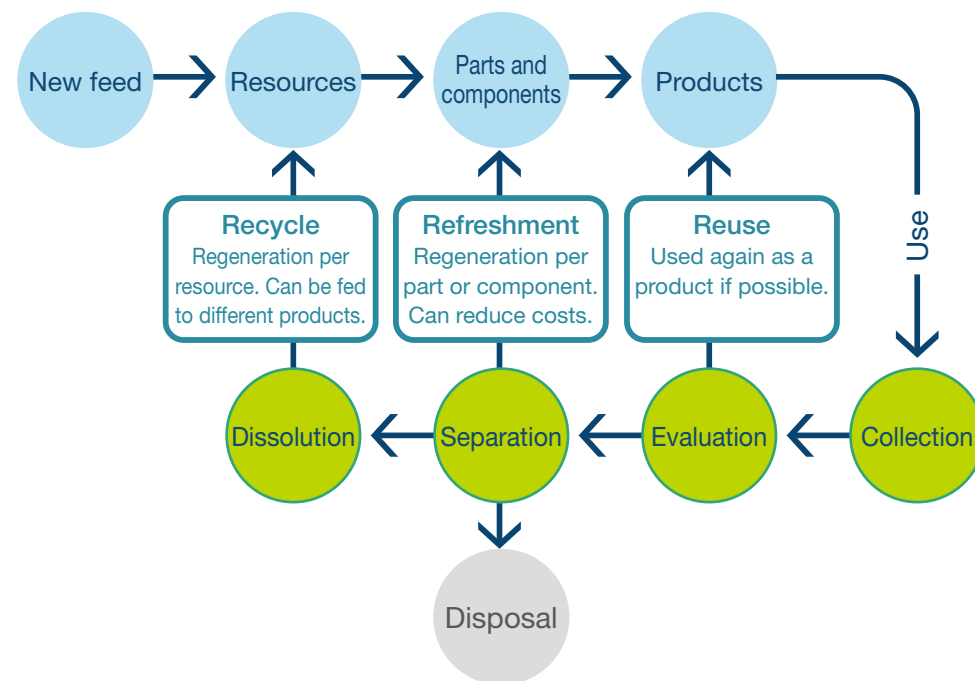 New feed
Resources
Parts and
components
Products
Use
Recycle
Regeneration per
resource. Can be fed
to different products.
Refreshment
Regeneration per
part or component.
Can reduce costs.
Reuse
Used again as a
product if possible.
Dissolution
Separation
Evaluation
Collection
Disposal